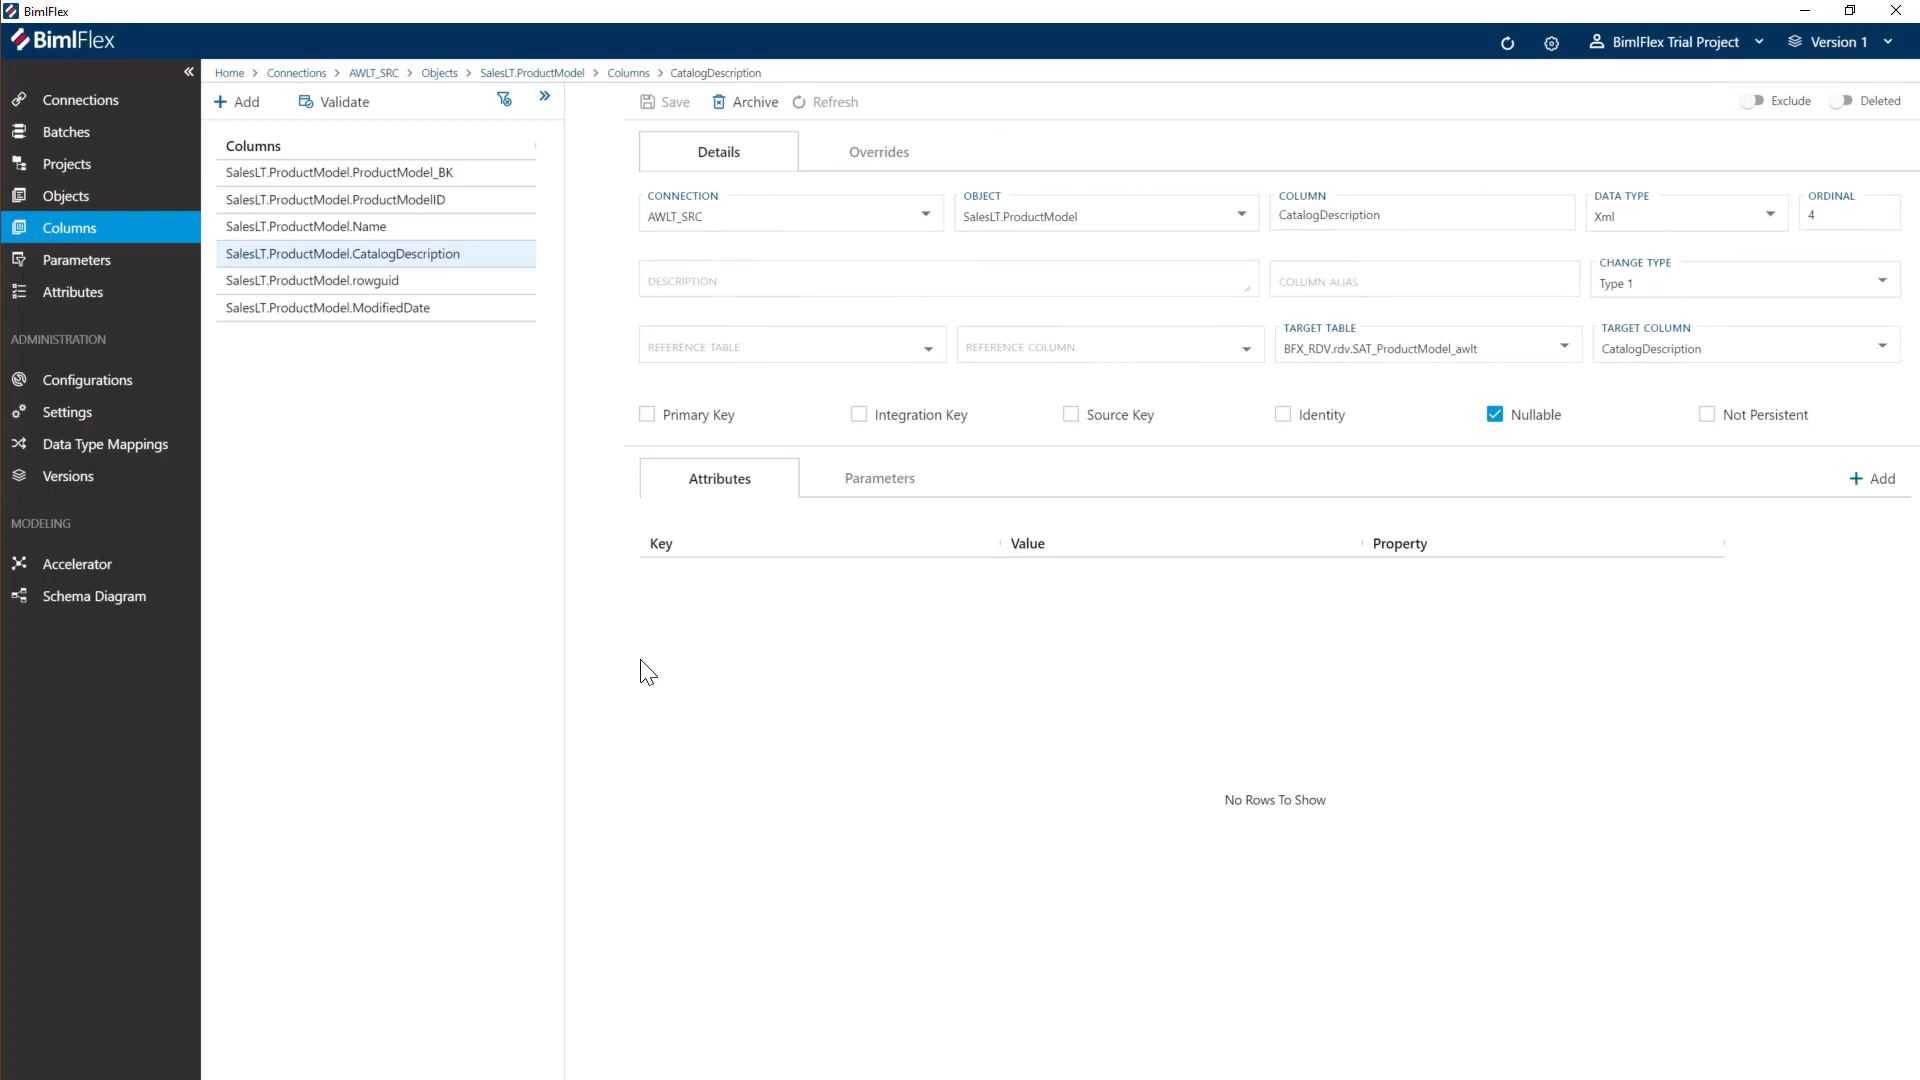 BimlFlex
BimlFlex
BimlFlex Trial Project
Version 1
Home > Connections > AWLT_SRC > Objects > SalesLT.ProductModel > Columns > CatalogDescription
Connections
Batches
Projects
Objects
Columns
Parameters
Attributes
ADMINISTRATION
Configurations
Settings
Data Type Mappings
Versions
MODELING
Accelerator
Schema Diagram
Add
Validate
Columns
SalesLT.ProductModel.ProductModel_BK
SalesLT.ProductModel.ProductModelID
SalesLT.ProductModel.Name
SalesLT.ProductModel.CatalogDescription
SalesLT.ProductModel.rowguid
SalesLT.ProductModel.ModifiedDate
Save Archive Refresh Exclude Deleted
Details Overrides
CONNECTION OBJECT COLUMN DATA TYPE ORDINAL
AWLT_SRC SalesLT.ProductModel CatalogDescription Xml 4
CHANGE TYPE
DESCRIPTION COLUMN ALIAS Type 1
TARGET TABLE TARGET COLUMN
REFERENCE TABLE REFERENCE COLUMN BFX_RDV.rdv.SAT_ProductModel_awlt CatalogDescription
Primary Key Integration Key Source Key Identity Nullable Not Persistent
Attributes Parameters Add
Key Value Property
No Rows To Show